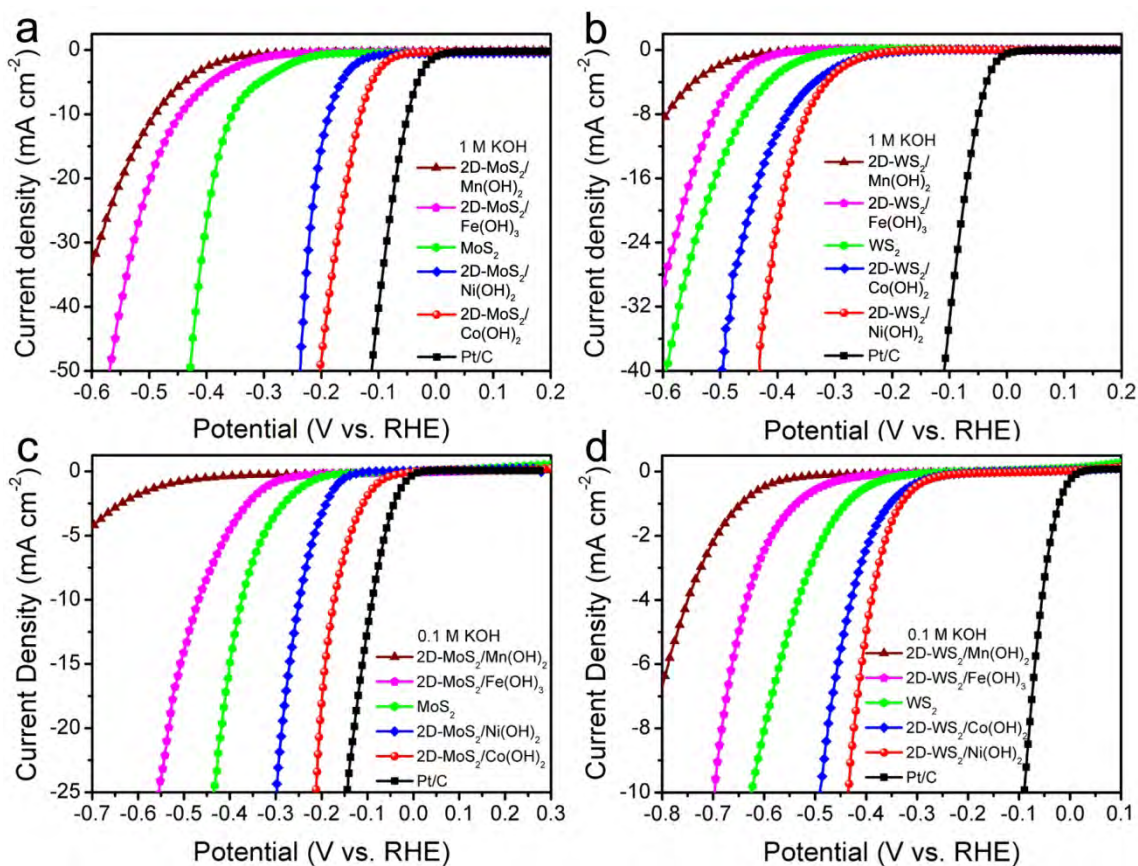 a
Current density (mA cm⁻²)
0
-10
-20
-30
-40
-50
1 M KOH
2D-MoS₂/
Mn(OH)₂
2D-MoS₂/
Fe(OH)₃
MoS₂
2D-MoS₂/
Ni(OH)₂
2D-MoS₂/
Co(OH)₂
Pt/C
-0.6 -0.5 -0.4 -0.3 -0.2 -0.1 0.0 0.1 0.2
Potential (V vs. RHE)
b
Current density (mA cm⁻²)
0
-8
-16
-24
-32
-40
1 M KOH
2D-WS₂/
Mn(OH)₂
2D-WS₂/
Fe(OH)₃
WS₂
2D-WS₂/
Co(OH)₂
2D-WS₂/
Ni(OH)₂
Pt/C
-0.6 -0.5 -0.4 -0.3 -0.2 -0.1 0.0 0.1 0.2
Potential (V vs. RHE)
c
Current Density (mA cm⁻²)
0
-5
-10
-15
-20
-25
0.1 M KOH
2D-MoS₂/Mn(OH)₂
2D-MoS₂/Fe(OH)₃
MoS₂
2D-MoS₂/Ni(OH)₂
2D-MoS₂/Co(OH)₂
Pt/C
-0.7 -0.6 -0.5 -0.4 -0.3 -0.2 -0.1 0.0 0.1 0.2 0.3
Potential (V vs. RHE)
d
Current Density (mA cm⁻²)
0
-2
-4
-6
-8
-10
0.1 M KOH
2D-WS₂/Mn(OH)₂
2D-WS₂/Fe(OH)₃
WS₂
2D-WS₂/Co(OH)₂
2D-WS₂/Ni(OH)₂
Pt/C
-0.8 -0.7 -0.6 -0.5 -0.4 -0.3 -0.2 -0.1 0.0 0.1
Potential (V vs. RHE)